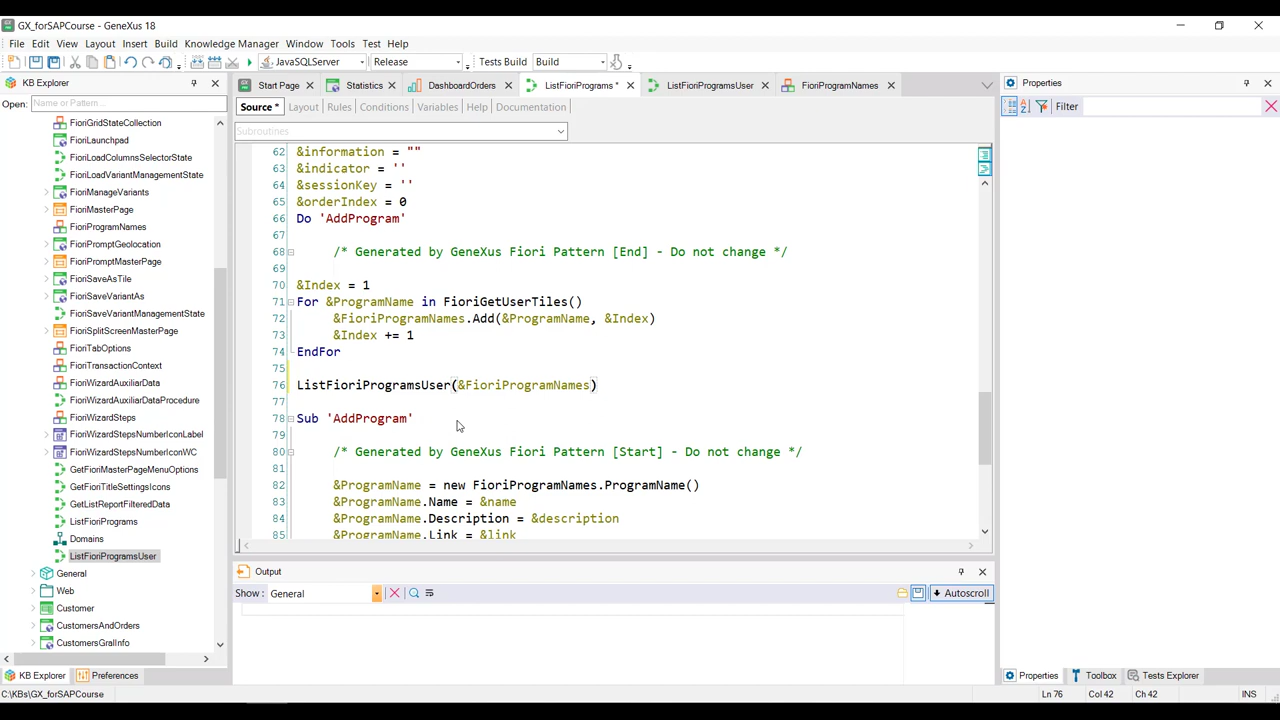 GX_forSAPCourse - GeneXus 18
File Edit View Layout Insert Build Knowledge Manager Window Tools Test Help
JavaSQLServer Release Tests Build Build
KB Explorer
Open: Name or Pattern...
FioriGridStateCollection
FioriLaunchpad
FioriLoadColumnsSelectorState
FioriLoadVariantManagementState
FioriManageVariants
FioriMasterPage
FioriProgramNames
FioriPromptGeolocation
FioriPromptMasterPage
FioriSaveAsTile
FioriSaveVariantAs
FioriSaveVariantManagementState
FioriSplitScreenMasterPage
FioriTabOptions
FioriTransactionContext
FioriWizardAuxiliarData
FioriWizardAuxiliarDataProcedure
FioriWizardSteps
FioriWizardStepsNumberIconLabel
FioriWizardStepsNumberIconWC
GetFioriMasterPageMenuOptions
GetFioriTitleSettingsIcons
GetListReportFilteredData
ListFioriPrograms
Domains
ListFioriProgramsUser
General
Web
Customer
CustomersAndOrders
CustomersGralInfo
KB Explorer Preferences
Start Page Statistics DashboardOrders ListFioriPrograms * ListFioriProgramsUser FioriProgramNames
Source * Layout Rules Conditions Variables Help Documentation
Subroutines
62 &information = ""
63 &indicator = ''
64 &sessionKey = ''
65 &orderIndex = 0
66 Do 'AddProgram'
67
68 /* Generated by GeneXus Fiori Pattern [End] - Do not change */
69
70 &Index = 1
71 For &ProgramName in FioriGetUserTiles()
72 &FioriProgramNames.Add(&ProgramName, &Index)
73 &Index += 1
74 EndFor
75
76 ListFioriProgramsUser(&FioriProgramNames)
77
78 Sub 'AddProgram'
79
80 /* Generated by GeneXus Fiori Pattern [Start] - Do not change */
81
82 &ProgramName = new FioriProgramNames.ProgramName()
83 &ProgramName.Name = &name
84 &ProgramName.Description = &description
85 &ProgramName.Link = &link
Output
Show: General Autoscroll
Properties
Filter
Properties Toolbox Tests Explorer
C:\KBs\GX_forSAPCourse Ln 76 Col 42 Ch 42 INS